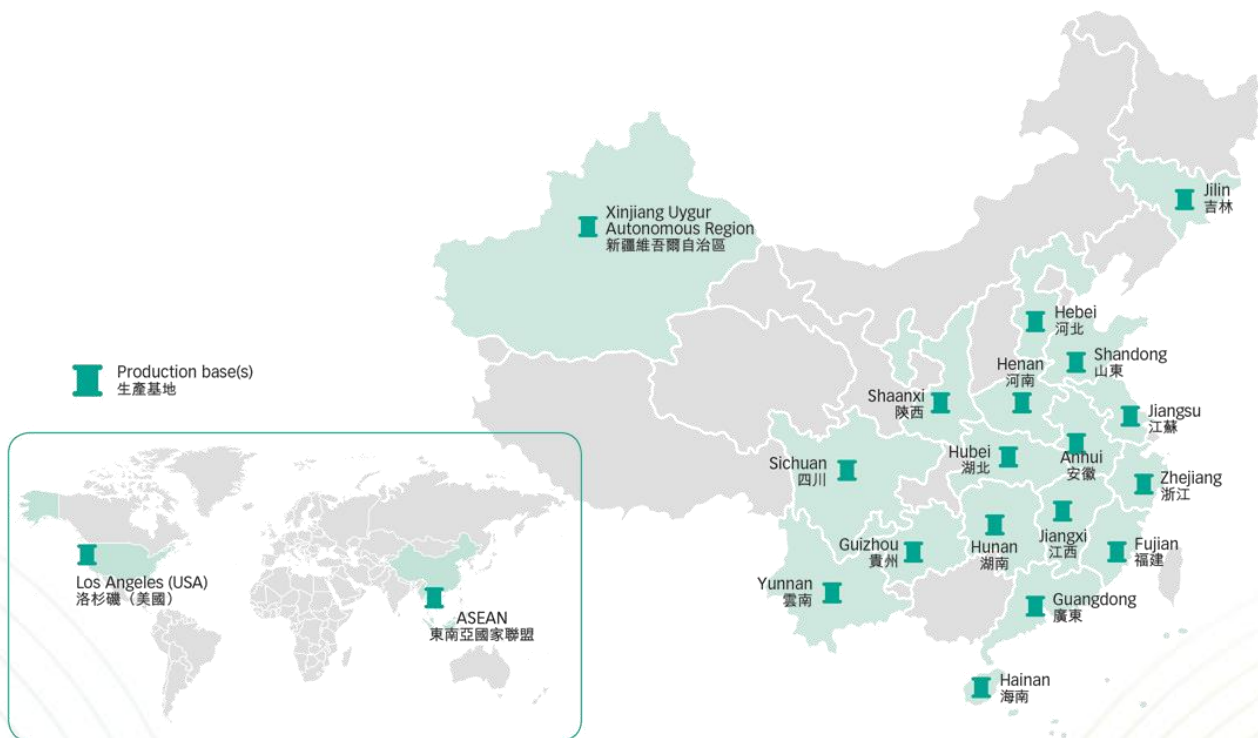 Jilin
吉林
Xinjiang Uygur
Autonomous Region
新疆維吾爾自治區
Hebei
河北
Shandong
山東
Henan
河南
Production base(s)
生產基地
Shaanxi
陝西
Jiangsu
江蘇
Hubei
湖北
Anhui
安徽
Sichuan
四川
Zhejiang
浙江
Guizhou
貴州
Hunan
湖南
Jiangxi
江西
Fujian
福建
Los Angeles (USA)
洛杉磯（美國）
Yunnan
雲南
ASEAN
東南亞國家聯盟
Guangdong
廣東
Hainan
海南